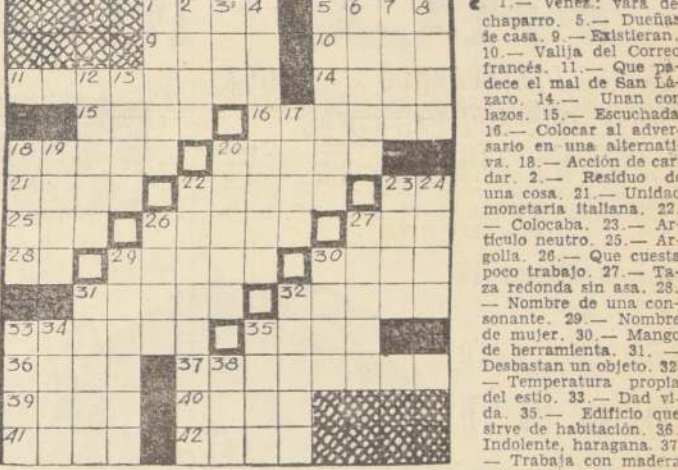 1 2 3 4 5 6 7 8
9 10
11 12 13 14
15 16 17
18 19 20
21 22 23 24
25 26 27
28 29 30
31 32
33 34 35
36 37 38
39 40
41 42
1.— Venez.: vara de
chaparro. 5.— Dueñas
de casa. 9.— Existieran.
10.— Valija del Correo
francés. 11.— Que pa-
dece el mal de San Lá-
zaro. 14.— Unan con
lazos. 15.— Escuchada
16.— Colocar al adver
sario en una alternati
va. 18.— Acción de car
dar. 2.— Residuo de
una cosa. 21.— Unidad
monetaria italiana. 22.
— Colocaba. 23.— Ar
tículo neutro. 25.— Ar
golla. 26.— Que cuesta
poco trabajo. 27.— Ta-
za redonda sin asa. 28.
— Nombre de una con-
sonante. 29.— Nombre
de mujer. 30.— Mango
de herramienta. 31. —
Desbastan un objeto. 32
— Temperatura propia
del estío. 33.— Dad vi-
da. 35.— Edificio que
sirve de habitación. 36.
Indolente, haragana. 37
— Trabaja con madera